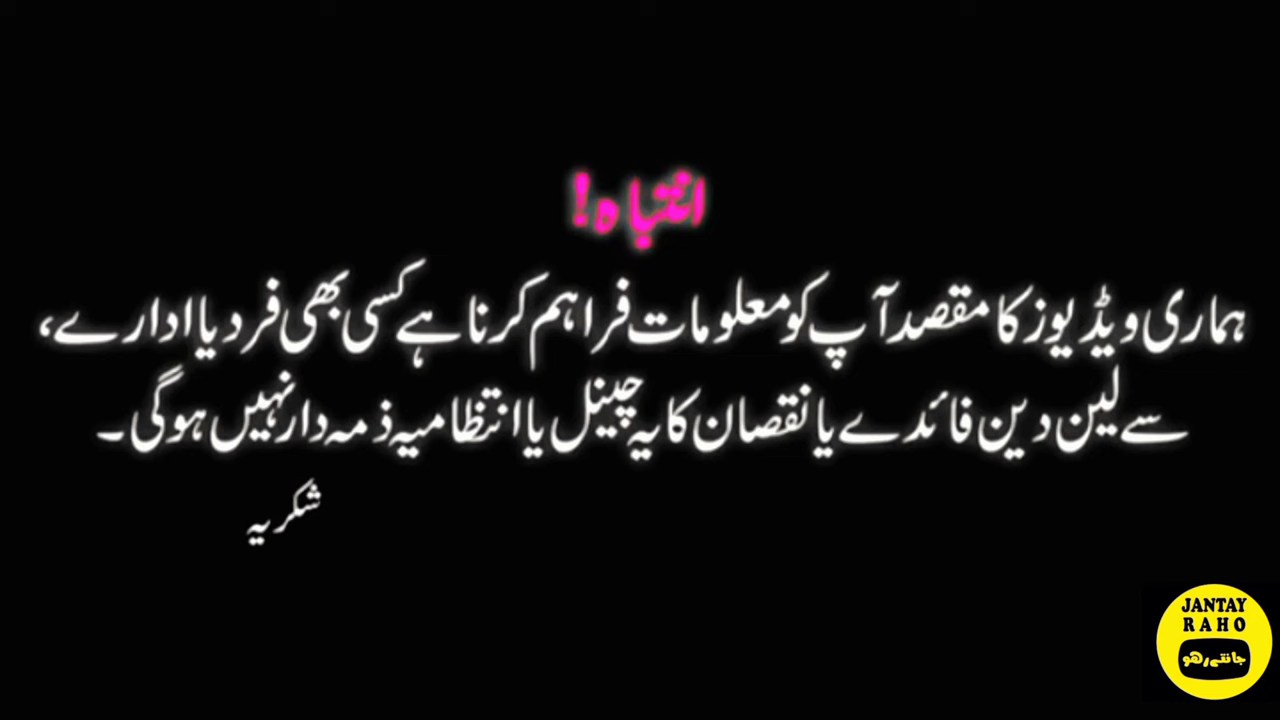 انتباہ!
ہماری ویڈیوز کا مقصد آپ کو معلومات فراہم کرنا ہے کسی بھی فرد یا ادارے،
سے لین دین فائدے یا نقصان کا یہ چینل یا انتظامیہ ذمہ دار نہیں ہوگی۔
شکریہ
JANTAY
RAHO
جانتے رھو